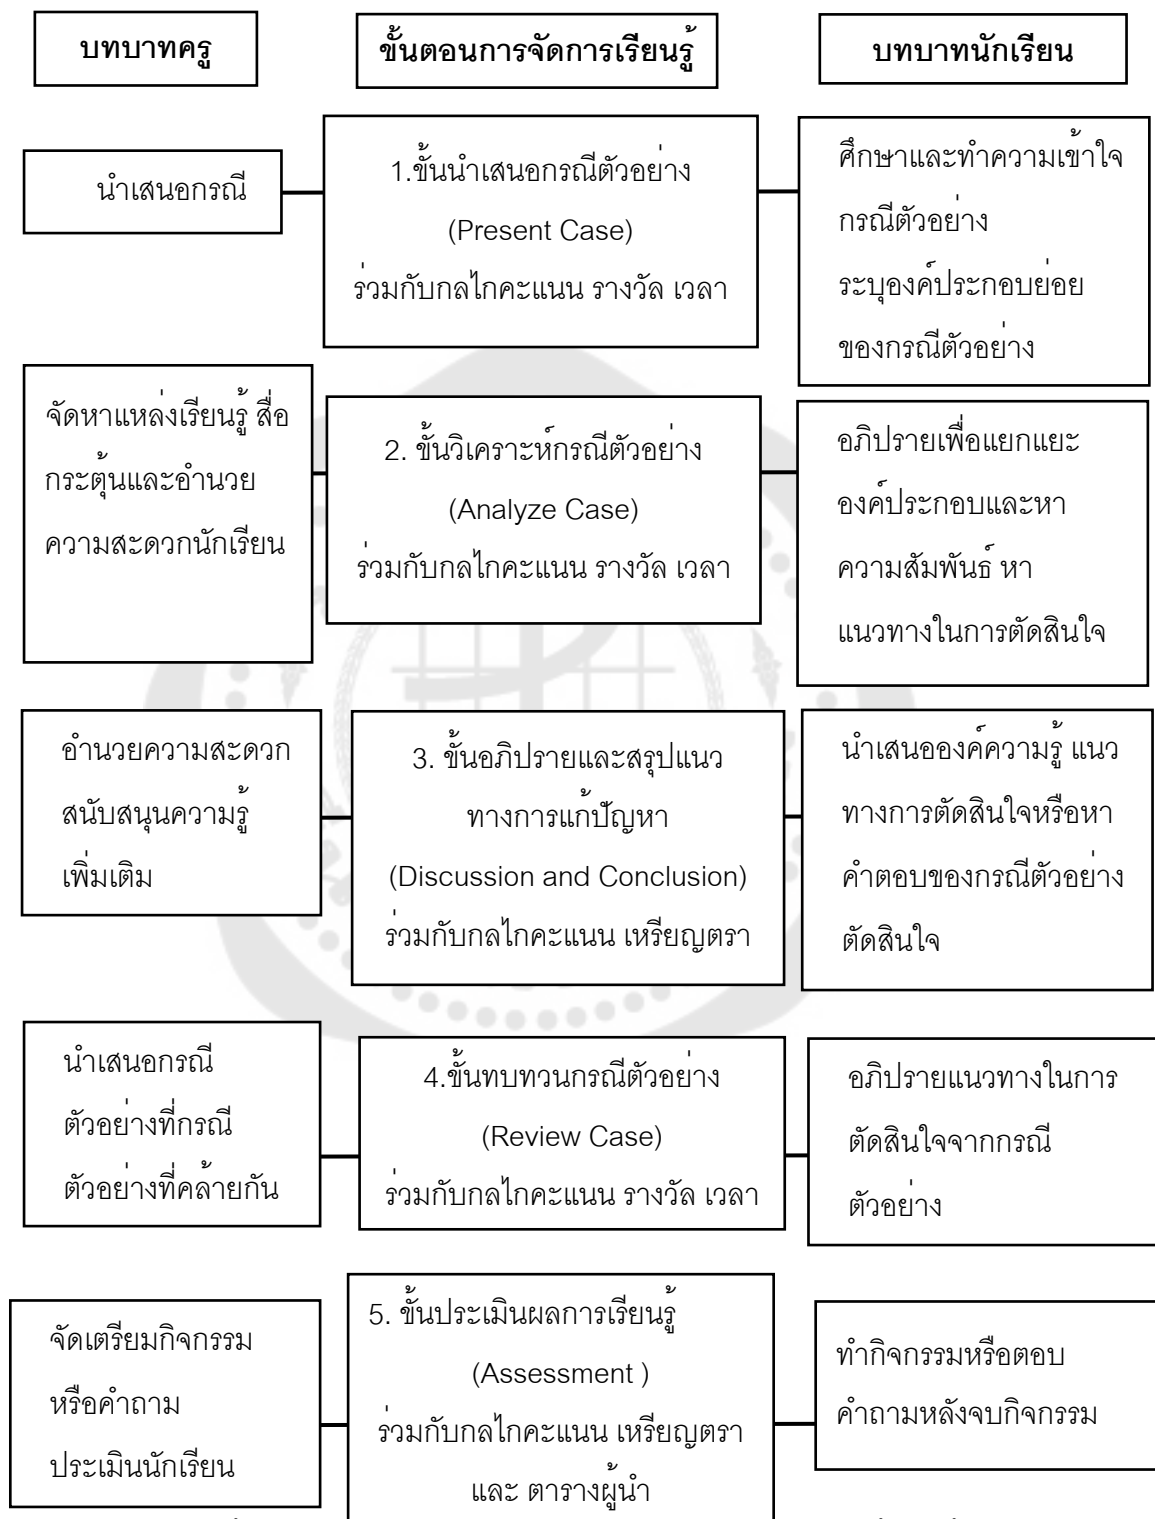 บทบาทครู
ขั้นตอนการจัดการเรียนรู้
บทบาทนักเรียน
นำเสนอกรณี
1.ขั้นนำเสนอกรณีตัวอย่าง
(Present Case)
ร่วมกับกลไกคะแนน รางวัล เวลา
ศึกษาและทำความเข้าใจ
กรณีตัวอย่าง
ระบุองค์ประกอบย่อย
ของกรณีตัวอย่าง
จัดหาแหล่งเรียนรู้ สื่อ
กระตุ้นและอำนวย
ความสะดวกนักเรียน
2. ขั้นวิเคราะห์กรณีตัวอย่าง
(Analyze Case)
ร่วมกับกลไกคะแนน รางวัล เวลา
อภิปรายเพื่อแยกแยะ
องค์ประกอบและหา
ความสัมพันธ์ หา
แนวทางในการตัดสินใจ
อำนวยความสะดวก
สนับสนุนความรู้
เพิ่มเติม
3. ขั้นอภิปรายและสรุปแนว
ทางการแก้ปัญหา
(Discussion and Conclusion)
ร่วมกับกลไกคะแนน เหรียญตรา
นำเสนอองค์ความรู้ แนว
ทางการตัดสินใจหรือหา
คำตอบของกรณีตัวอย่าง
ตัดสินใจ
นำเสนอกรณี
ตัวอย่างที่กรณี
ตัวอย่างที่คล้ายกัน
4.ขั้นทบทวนกรณีตัวอย่าง
(Review Case)
ร่วมกับกลไกคะแนน รางวัล เวลา
อภิปรายแนวทางในการ
ตัดสินใจจากกรณี
ตัวอย่าง
จัดเตรียมกิจกรรม
หรือคำถาม
ประเมินนักเรียน
5. ขั้นประเมินผลการเรียนรู้
(Assessment )
ร่วมกับกลไกคะแนน เหรียญตรา
และ ตารางผู้นำ
ทำกิจกรรมหรือตอบ
คำถามหลังจบกิจกรรม